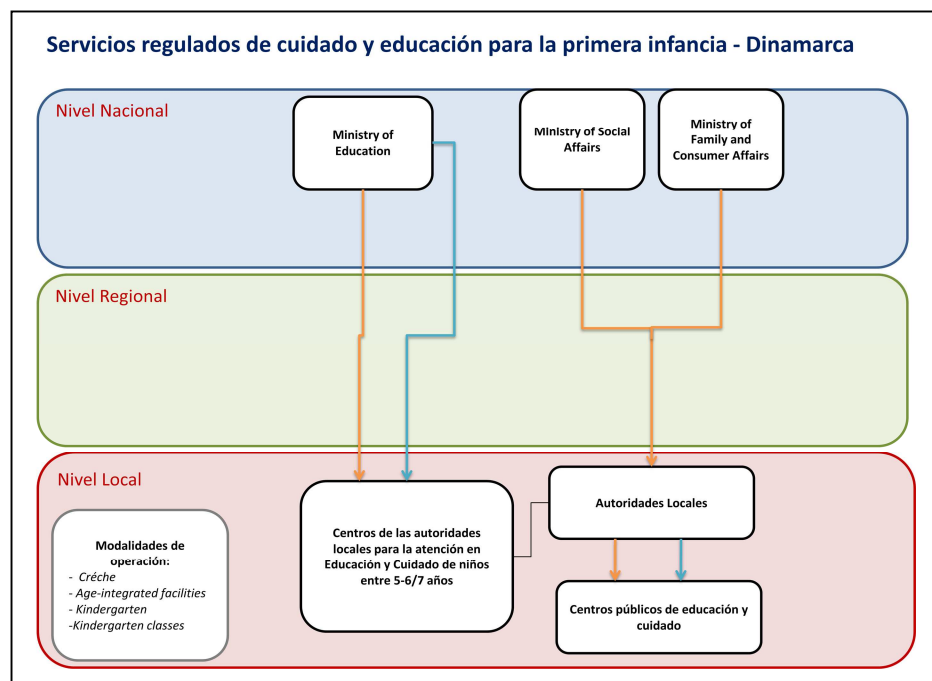 Servicios regulados de cuidado y educación para la primera infancia - Dinamarca
Nivel Nacional
Ministry of
Education
Ministry of Social
Affairs
Ministry of
Family and
Consumer Affairs
Nivel Regional
Nivel Local
Modalidades de
operación:
- Créche
- Age-integrated facilities
- Kindergarten
-Kindergarten classes
Centros de las autoridades
locales para la atención en
Educación y Cuidado de niños
entre 5-6/7 años
Autoridades Locales
Centros públicos de educación y
cuidado